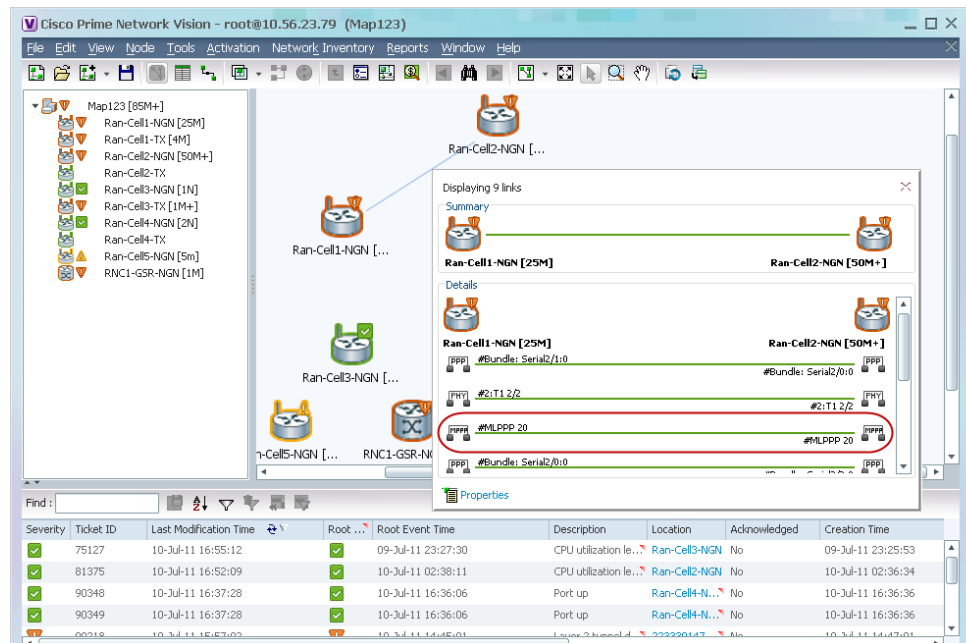 Cisco Prime Network Vision - root@10.56.23.79 (Map123)
File Edit View Node Tools Activation Network Inventory Reports Window Help
Map123 [85M+]
Ran-Cell1-NGN [25M]
Ran-Cell1-TX [4M]
Ran-Cell2-NGN [50M+]
Ran-Cell2-TX
Ran-Cell3-NGN [1N]
Ran-Cell3-TX [1M+]
Ran-Cell4-NGN [2N]
Ran-Cell4-TX
Ran-Cell5-NGN [5m]
RNC1-GSR-NGN [1M]
Ran-Cell2-NGN [...
Ran-Cell1-NGN [...
Ran-Cell3-NGN [...
n-Cell5-NGN [...
RNC1-GSR-N
Displaying 9 links
Summary
Ran-Cell1-NGN [25M] Ran-Cell2-NGN [50M+]
Details
Ran-Cell1-NGN [25M] Ran-Cell2-NGN [50M+]
PPP #Bundle: Serial2/1:0 PPP
#Bundle: Serial2/0:0
PHY #2:T1 2/2 PHY
#2:T1 2/2
MPPP #MLPPP 20 MPPP
#MLPPP 20
PPP #Bundle: Serial2/0:0 PPP
Properties
Find :
Severity Ticket ID Last Modification Time Root ... Root Event Time Description Location Acknowledged Creation Time
75127 10-Jul-11 16:55:12 09-Jul-11 23:27:30 CPU utilization le... Ran-Cell3-NGN No 09-Jul-11 23:25:53
81375 10-Jul-11 16:52:09 10-Jul-11 02:38:11 CPU utilization le... Ran-Cell2-NGN No 10-Jul-11 02:36:34
90348 10-Jul-11 16:37:28 10-Jul-11 16:36:06 Port up Ran-Cell4-N... No 10-Jul-11 16:36:36
90349 10-Jul-11 16:37:28 10-Jul-11 16:36:06 Port up Ran-Cell4-N... No 10-Jul-11 16:36:36